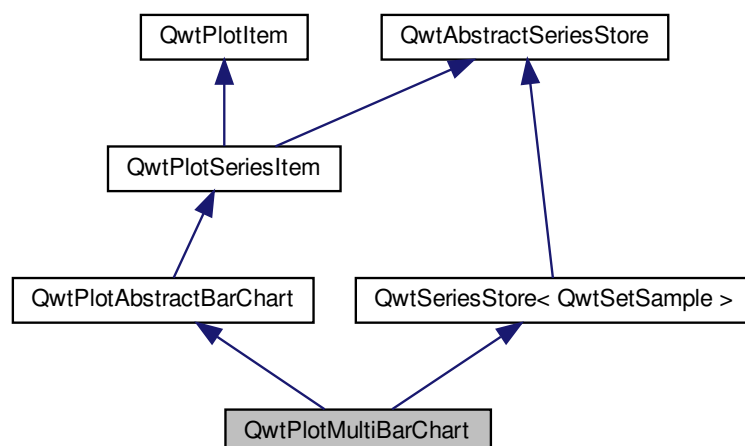 QwtPlotItem
QwtAbstractSeriesStore
QwtPlotSeriesItem
QwtPlotAbstractBarChart
QwtSeriesStore< QwtSetSample >
QwtPlotMultiBarChart